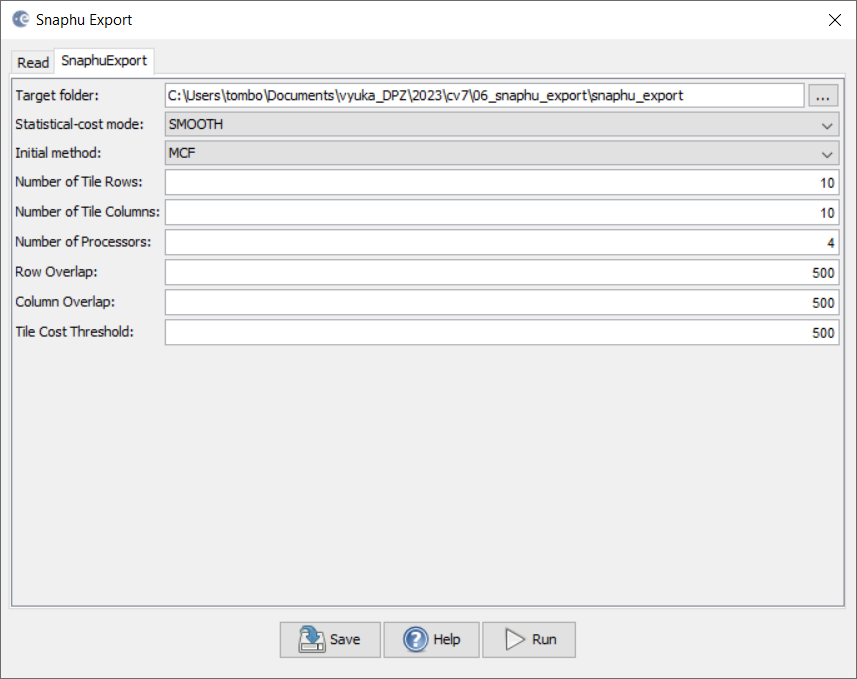 Snaphu Export
Read SnaphuExport
Target folder: C:\Users\tombo\Documents\vyuka_DPZ\2023\cv7\06_snaphu_export\snaphu_export ...
Statistical-cost mode: SMOOTH
Initial method: MCF
Number of Tile Rows: 10
Number of Tile Columns: 10
Number of Processors: 4
Row Overlap: 500
Column Overlap: 500
Tile Cost Threshold: 500
Save Help Run